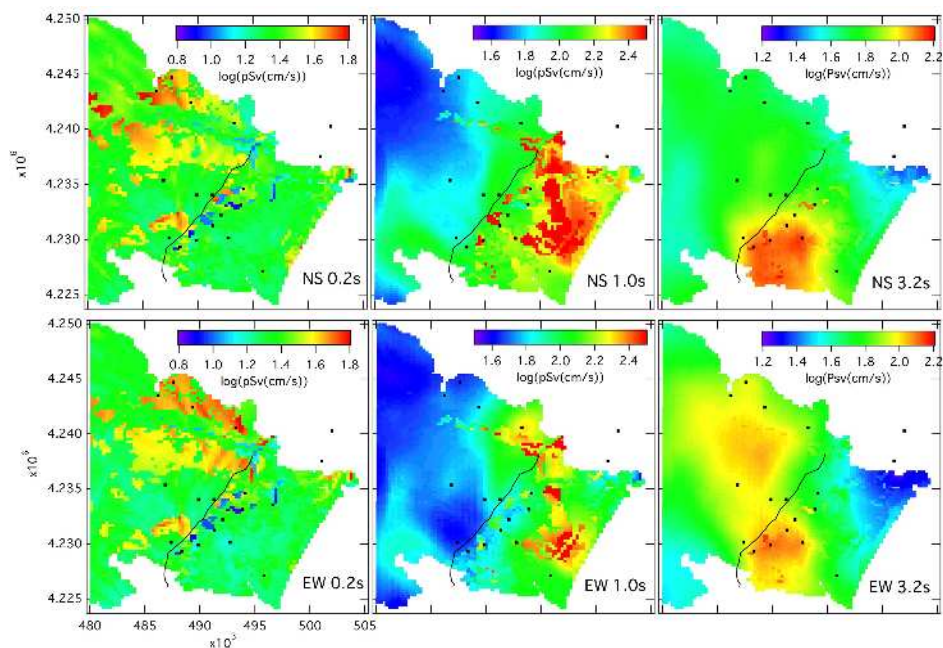 4.250
0.8 1.0 1.2 1.4 1.6 1.8
log(pSv(cm/s))
1.6 1.8 2.0 2.2 2.4
log(pSv(cm/s))
1.2 1.4 1.6 1.8 2.0 2.2
log(Psv(cm/s))
4.245
4.240
x10⁶
4.235
4.230
4.225
NS 0.2s
NS 1.0s
NS 3.2s
4.250
0.8 1.0 1.2 1.4 1.6 1.8
log(pSv(cm/s))
1.6 1.8 2.0 2.2 2.4
log(pSv(cm/s))
1.2 1.4 1.6 1.8 2.0 2.2
log(Psv(cm/s))
4.245
4.240
x10⁶
4.235
4.230
4.225
EW 0.2s
EW 1.0s
EW 3.2s
480 485 490 495 500 505
x10³